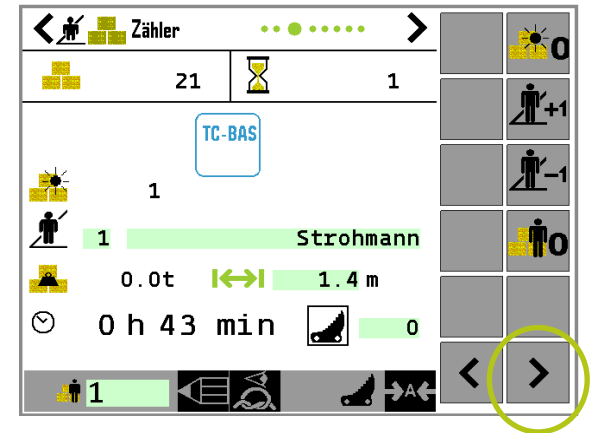 Zähler
0
21
1
+1
TC-BAS
-1
1
1 Strohmann
0
0.0t 1.4 m
0 h 43 min 0
1 A